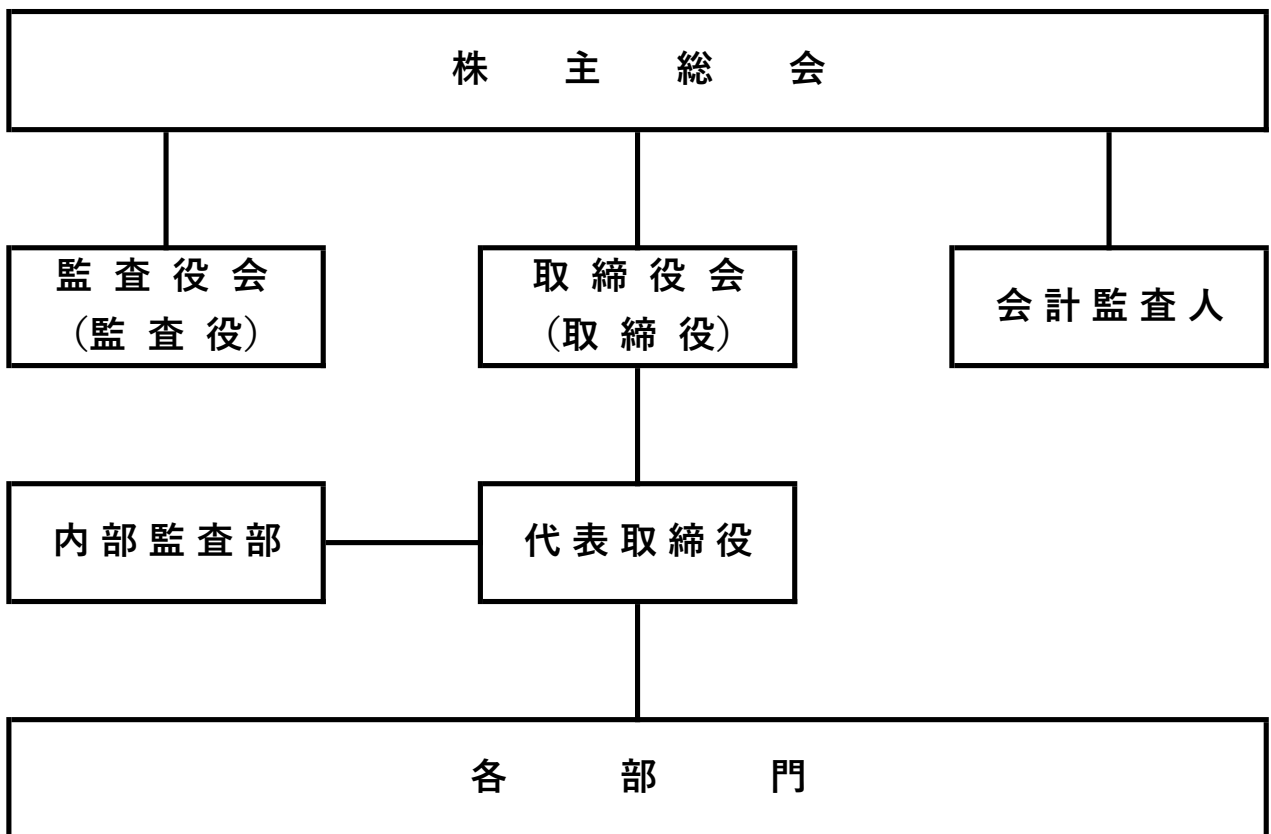 株主総会
監査役会
(監査役)
取締役会
(取締役)
会計監査人
内部監査部
代表取締役
各部門